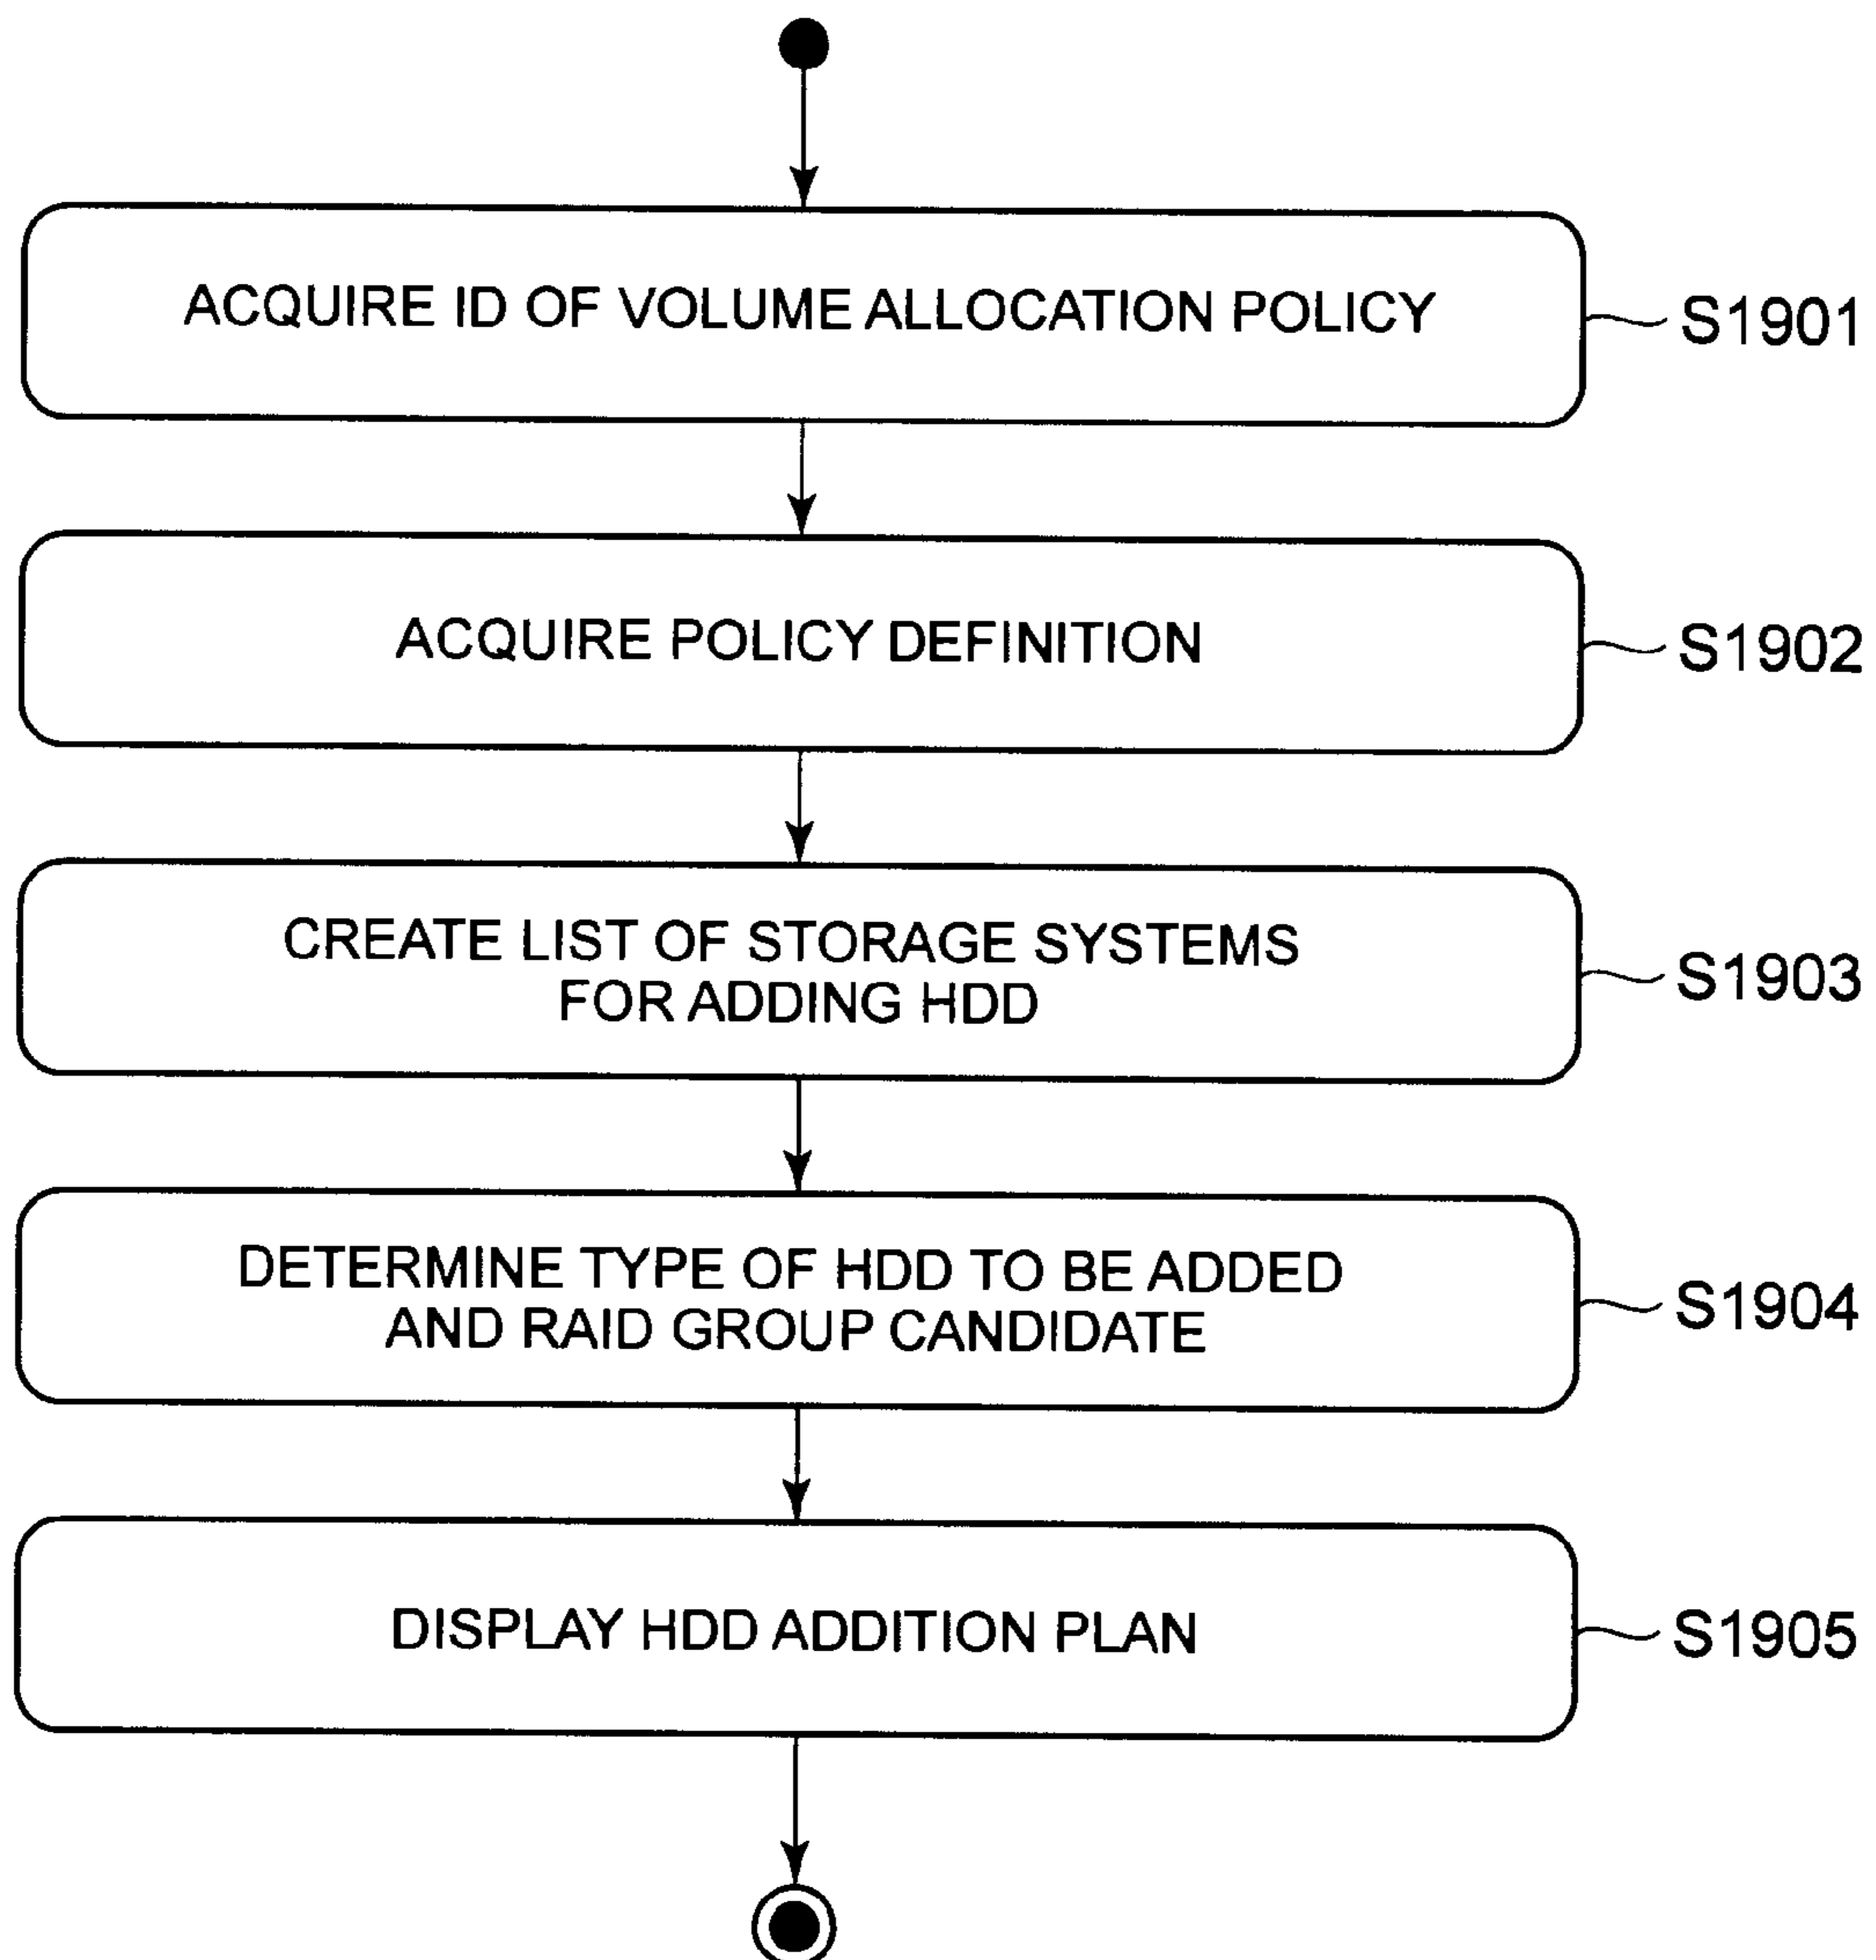 ACQUIRE ID OF VOLUME ALLOCATION POLICY
S1901
ACQUIRE POLICY DEFINITION
S1902
CREATE LIST OF STORAGE SYSTEMS
FOR ADDING HDD
S1903
DETERMINE TYPE OF HDD TO BE ADDED
AND RAID GROUP CANDIDATE
S1904
DISPLAY HDD ADDITION PLAN
S1905